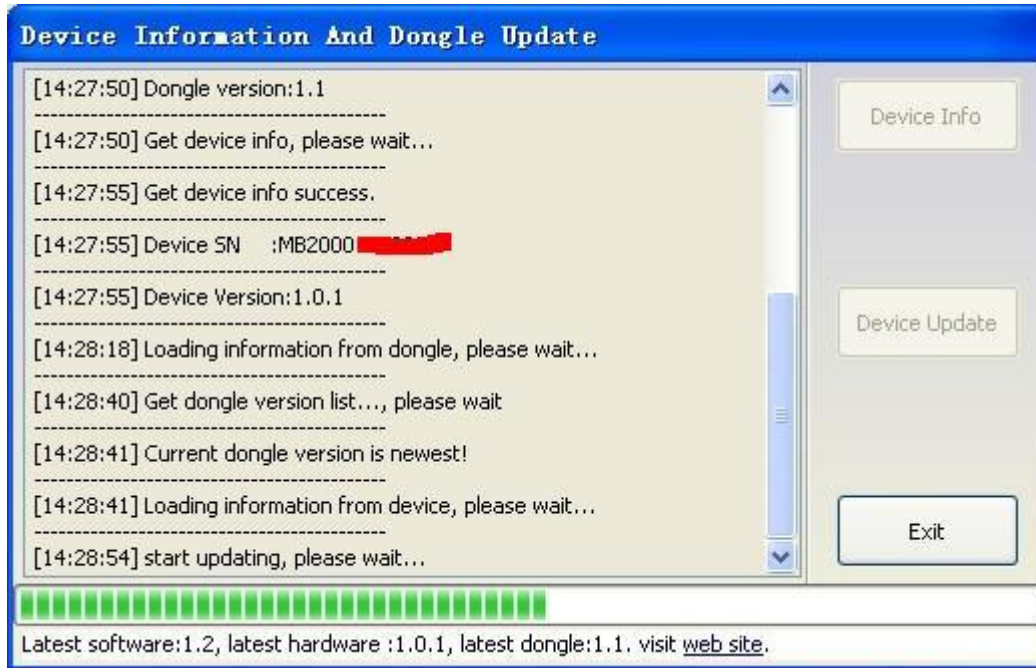 Device Information And Dongle Update
[14:27:50] Dongle version:1.1
----------------------------------------------
[14:27:50] Get device info, please wait...
----------------------------------------------
[14:27:55] Get device info success.
----------------------------------------------
[14:27:55] Device SN :MB2000
----------------------------------------------
[14:27:55] Device Version:1.0.1
----------------------------------------------
[14:28:18] Loading information from dongle, please wait...
----------------------------------------------
[14:28:40] Get dongle version list..., please wait
----------------------------------------------
[14:28:41] Current dongle version is newest!
----------------------------------------------
[14:28:41] Loading information from device, please wait...
----------------------------------------------
[14:28:54] start updating, please wait...
Device Info
Device Update
Exit
Latest software:1.2, latest hardware :1.0.1, latest dongle:1.1. visit web site.